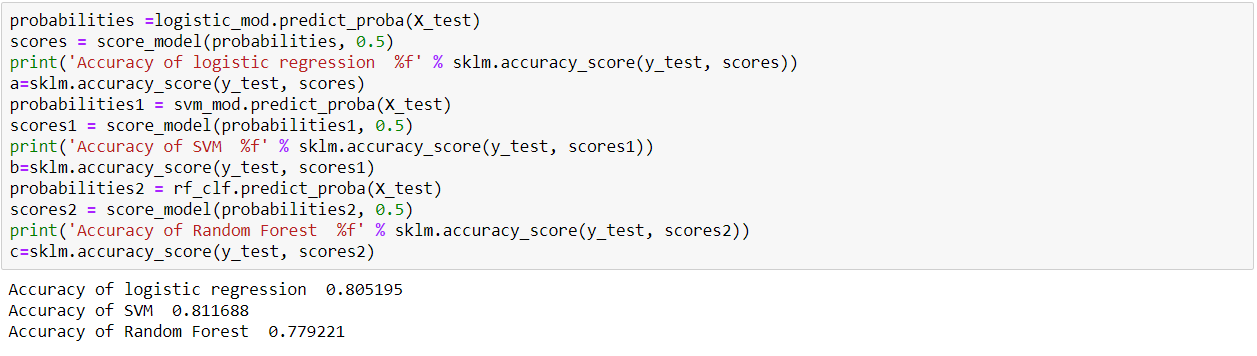 probabilities =logistic_mod.predict_proba(X_test)
scores = score_model(probabilities, 0.5)
print('Accuracy of logistic regression  %f' % sklm.accuracy_score(y_test, scores))
a=sklm.accuracy_score(y_test, scores)
probabilities1 = svm_mod.predict_proba(X_test)
scores1 = score_model(probabilities1, 0.5)
print('Accuracy of SVM  %f' % sklm.accuracy_score(y_test, scores1))
b=sklm.accuracy_score(y_test, scores1)
probabilities2 = rf_clf.predict_proba(X_test)
scores2 = score_model(probabilities2, 0.5)
print('Accuracy of Random Forest  %f' % sklm.accuracy_score(y_test, scores2))
c=sklm.accuracy_score(y_test, scores2)
Accuracy of logistic regression  0.805195
Accuracy of SVM  0.811688
Accuracy of Random Forest  0.779221